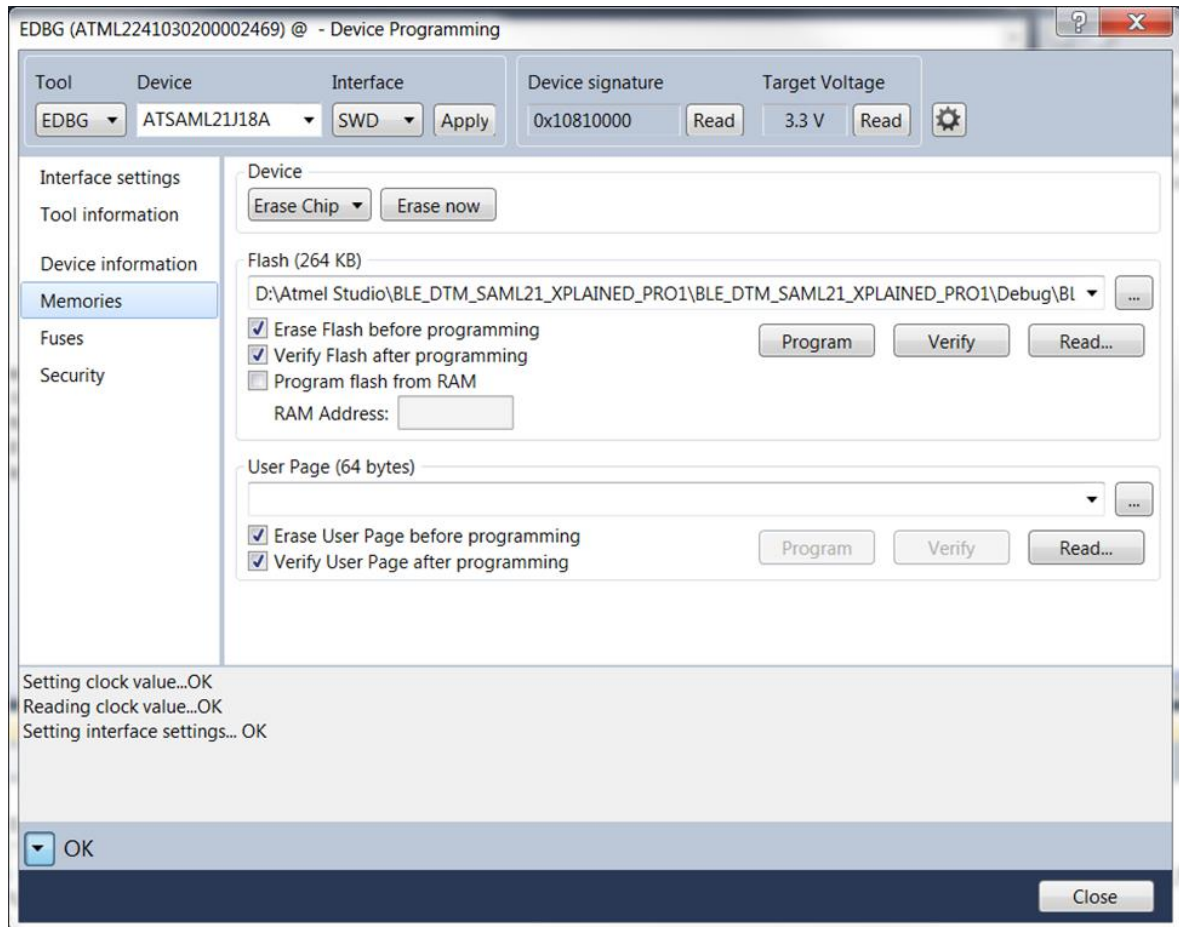 EDBG (ATML2241030200002469) @  - Device Programming
Tool Device Interface Device signature Target Voltage
EDBG ATSAML21J18A SWD Apply 0x10810000 Read 3.3 V Read
Interface settings
Tool information
Device information
Memories
Fuses
Security
Device
Erase Chip Erase now
Flash (264 KB)
D:\Atmel Studio\BLE_DTM_SAML21_XPLAINED_PRO1\BLE_DTM_SAML21_XPLAINED_PRO1\Debug\BL ...
Erase Flash before programming
Verify Flash after programming
Program flash from RAM
RAM Address:
Program Verify Read...
User Page (64 bytes)
...
Erase User Page before programming
Verify User Page after programming
Program Verify Read...
Setting clock value...OK
Reading clock value...OK
Setting interface settings... OK
OK
Close